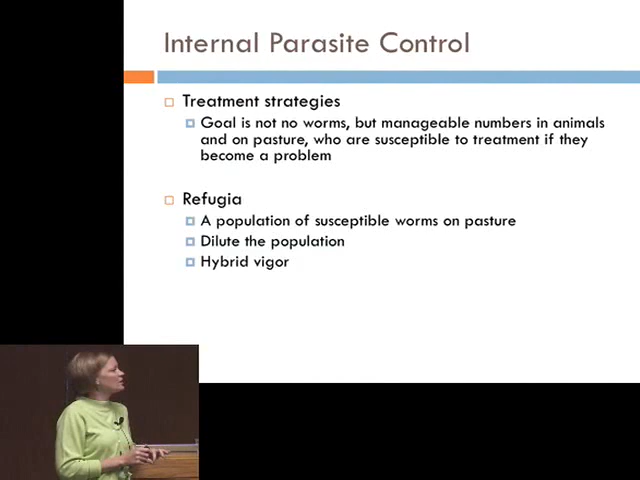 Internal Parasite Control
Treatment strategies
Goal is not no worms, but manageable numbers in animals
and on pasture, who are susceptible to treatment if they
become a problem
Refugia
A population of susceptible worms on pasture
Dilute the population
Hybrid vigor